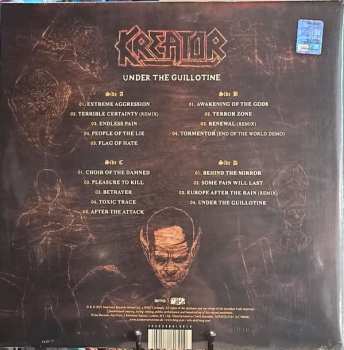 KREATOR
UNDER THE GUILLOTINE
Side A
01. EXTREME AGGRESSION
02. TERRIBLE CERTAINTY (REMIX)
03. ENDLESS PAIN
04. PEOPLE OF THE LIE
05. FLAG OF HATE
Side B
01. AWAKENING OF THE GODS
02. TERROR ZONE
03. RENEWAL (REMIX)
04. TORMENTOR (END OF THE WORLD DEMO)
Side C
01. CHOIR OF THE DAMNED
02. PLEASURE TO KILL
03. BETRAYER
04. TOXIC TRACE
05. AFTER THE ATTACK
Side D
01. BEHIND THE MIRROR
02. SOME PAIN WILL LAST
03. EUROPE AFTER THE RAIN (REMIX)
04. UNDER THE GUILLOTINE